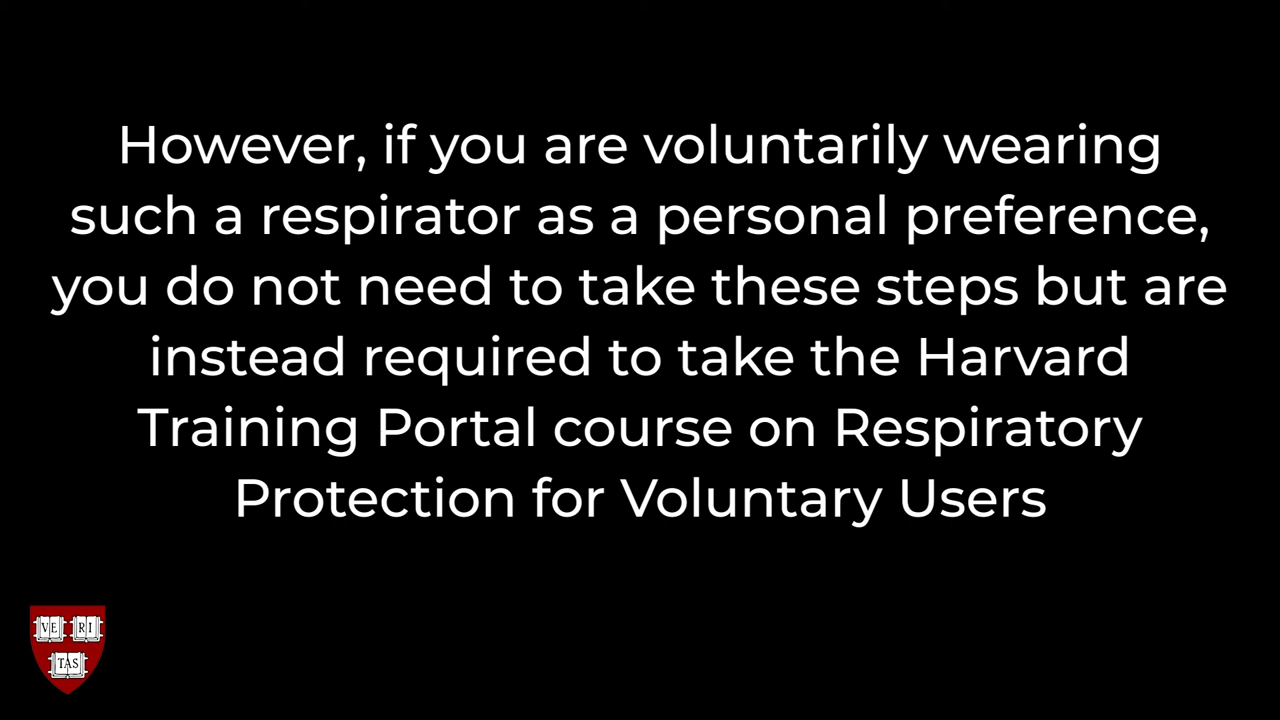 However, if you are voluntarily wearing
such a respirator as a personal preference,
you do not need to take these steps but are
instead required to take the Harvard
Training Portal course on Respiratory
Protection for Voluntary Users
VE RI
TAS